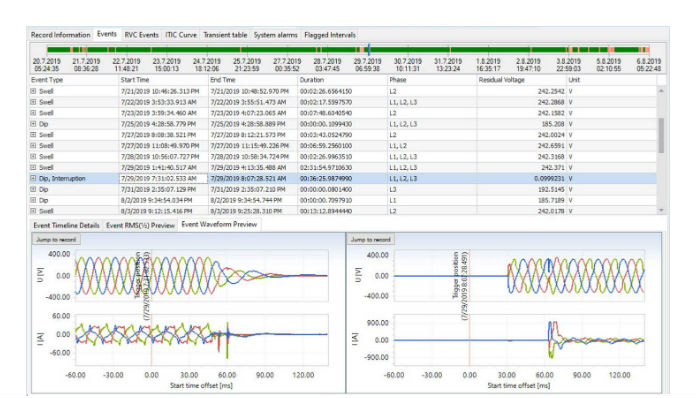 Record Information Events RVC Events ITIC Curve Transient table System alarms Flagged Intervals
20.7.2019 21.7.2019 22.7.2019 23.7.2019 24.7.2019 25.7.2019 27.7.2019 28.7.2019 29.7.2019 30.7.2019 1.8.2019 2.8.2019 3.8.2019 5.8.2019 6.8.2019
05:24:35 08:36:28 11:48:21 15:00:13 18:12:06 21:23:59 00:35:52 03:47:45 06:59:38 10:11:31 13:23:24 16:35:17 19:47:10 22:59:03 02:10:55 05:22:48
Event Type Start Time End Time Duration Phase Residual Voltage Unit
Swell 7/21/2019 10:46:26.313 PM 7/21/2019 10:48:52.970 PM 00:02:26.6564150 L2 242.2542 V
Swell 7/22/2019 3:53:33.913 AM 7/22/2019 3:55:51.473 AM 00:02:17.5597570 L1, L2, L3 242.2868 V
Swell 7/23/2019 3:59:34.460 AM 7/23/2019 4:07:23.065 AM 00:07:48.6040540 L2 242.1582 V
Dip 7/25/2019 4:28:58.779 PM 7/25/2019 4:28:58.889 PM 00:00:00.1099430 L1, L2, L3 185.208 V
Swell 7/27/2019 8:08:38.521 PM 7/27/2019 8:12:21.573 PM 00:03:43.0524790 L2 242.0024 V
Swell 7/27/2019 11:08:49.970 PM 7/27/2019 11:15:49.226 PM 00:06:59.2560100 L2 242.6591 V
Swell 7/28/2019 10:56:07.727 PM 7/28/2019 10:58:34.724 PM 00:02:26.9963510 L1, L2, L3 242.3168 V
Swell 7/29/2019 1:41:40.517 AM 7/29/2019 4:13:35.488 AM 02:31:54.9710630 L1, L2, L3 242.371 V
Dip, Interruption 7/29/2019 7:31:02.533 AM 7/29/2019 8:07:28.521 AM 00:36:25.9874990 L1, L2, L3 0.0999231 V
Dip 7/31/2019 2:35:07.129 PM 7/31/2019 2:35:07.210 PM 00:00:00.0801400 L3 192.5145 V
Dip 8/2/2019 9:34:54.034 PM 8/2/2019 9:34:54.744 PM 00:00:00.7097910 L1 185.7189 V
Swell 8/3/2019 9:12:15.416 PM 8/3/2019 9:25:28.310 PM 00:13:12.8944440 L2 242.0178 V
Event Timeline Details Event RMS(½) Preview Event Waveform Preview
Jump to record
U [V]
400.00
0.00
-400.00
I [A]
60.00
0.00
-60.00
Trigger position
-60.00 -30.00 0.00 30.00 60.00 90.00 120.00
Start time offset [ms]
Jump to record
U [V]
400.00
0.00
-400.00
I [A]
900.00
0.00
-900.00
Trigger position
(7/29/2019 8:07:28.459)
-60.00 -30.00 0.00 30.00 60.00 90.00 120.00
Start time offset [ms]